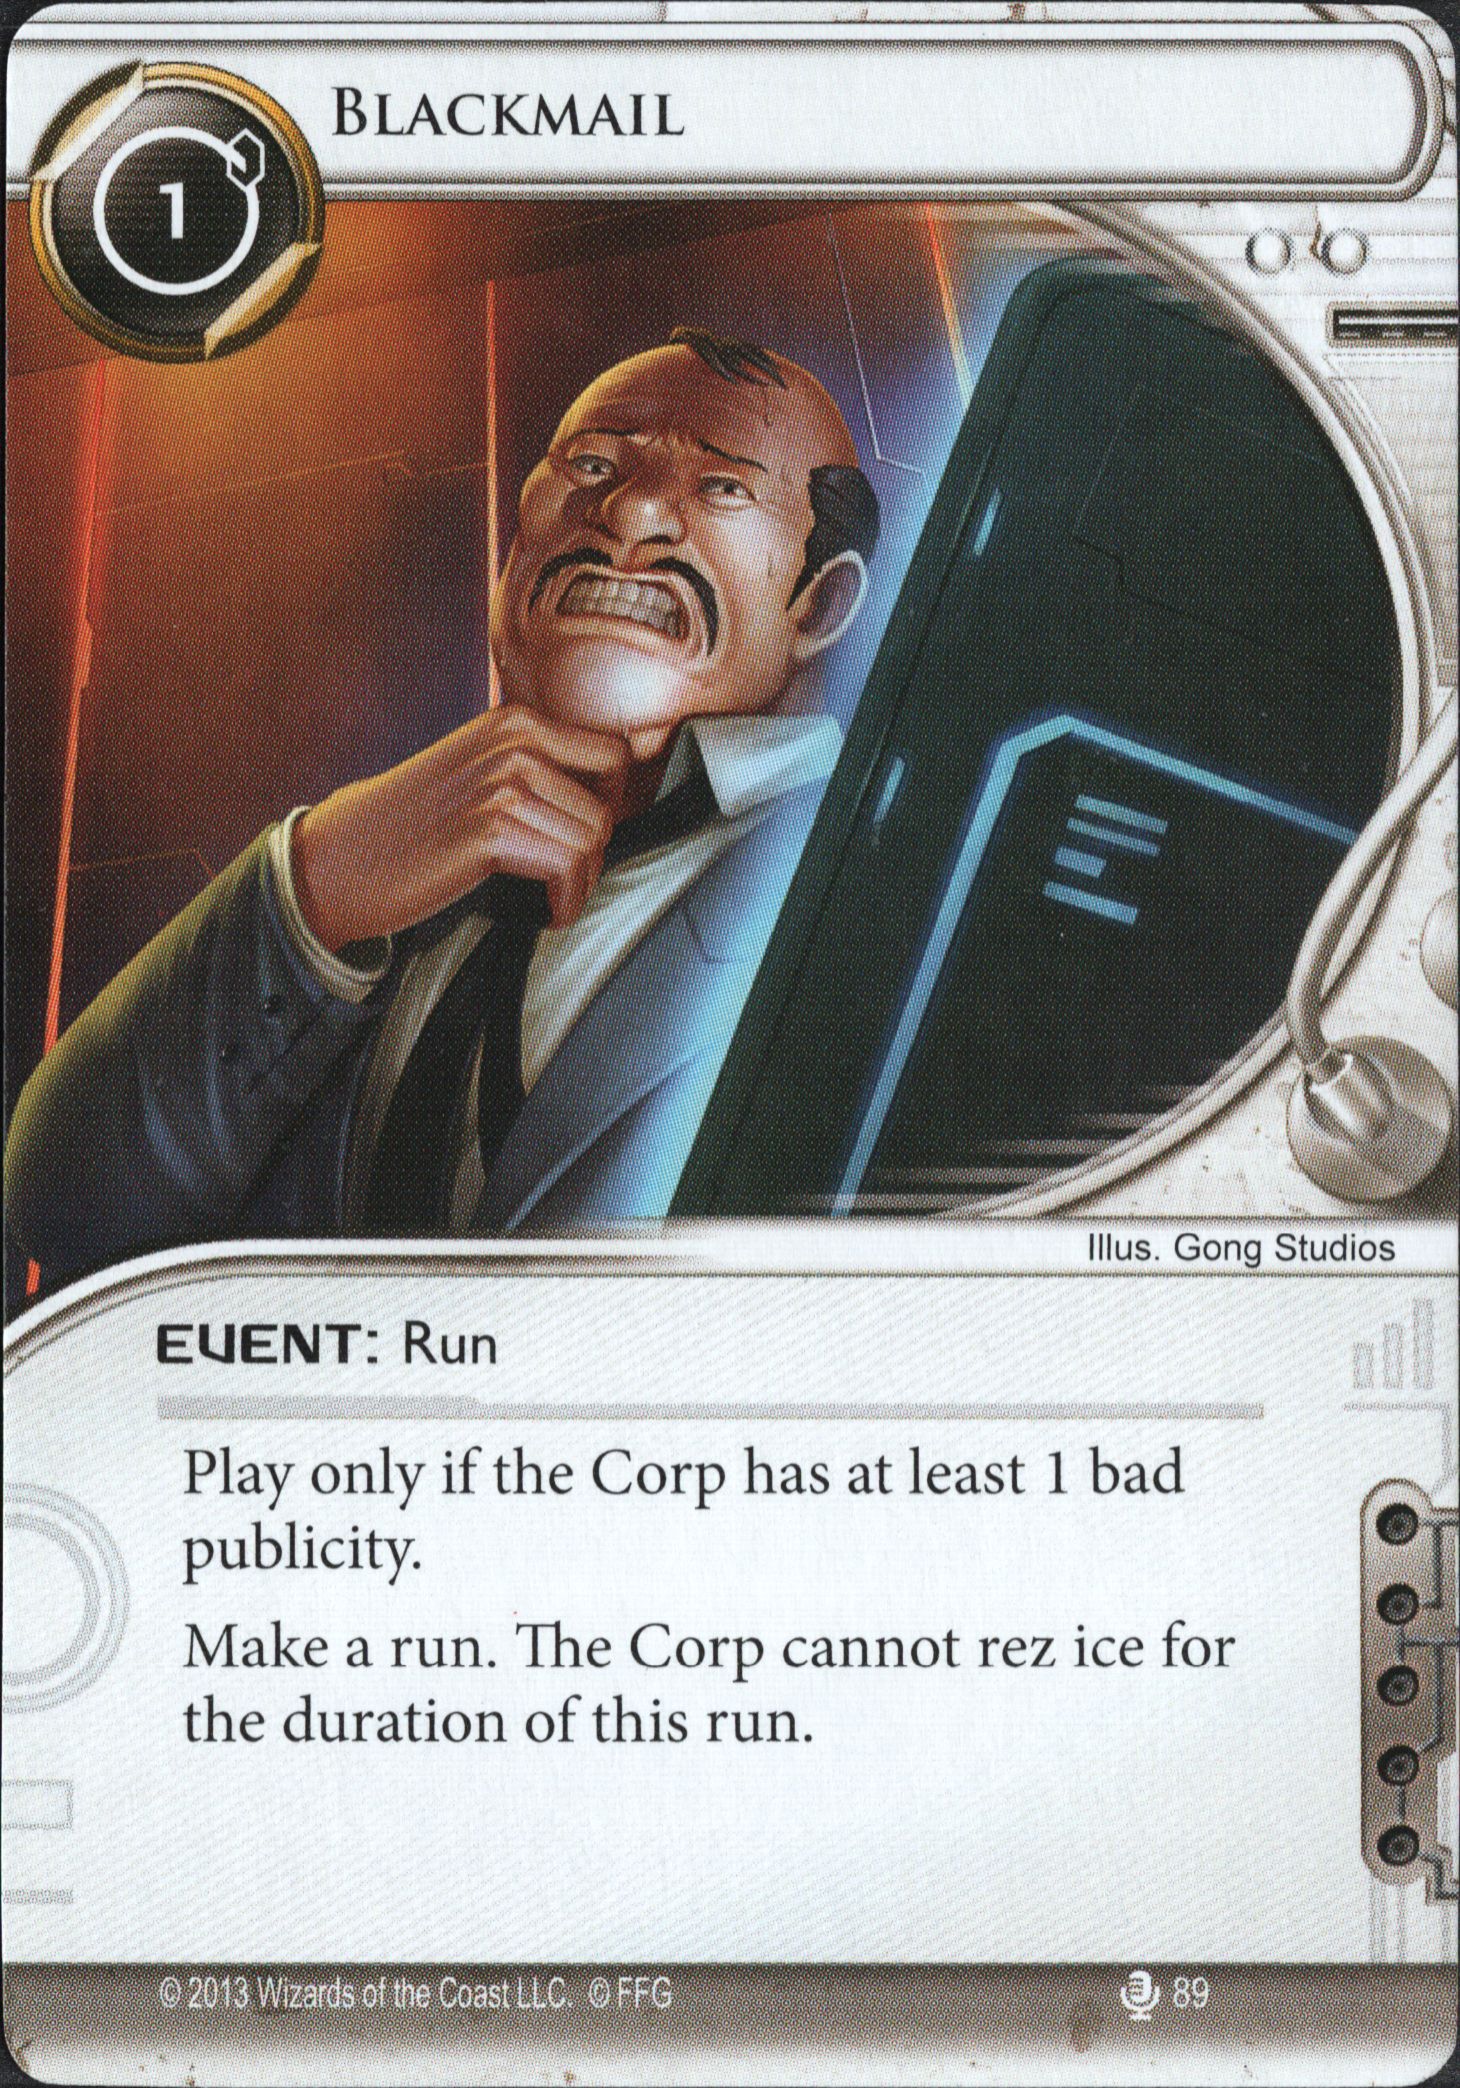 BLACKMAIL
1
Illus. Gong Studios
EVENT: Run
Play only if the Corp has at least 1 bad
publicity.
Make a run. The Corp cannot rez ice for
the duration of this run.
© 2013 Wizards of the Coast LLC. © FFG
89